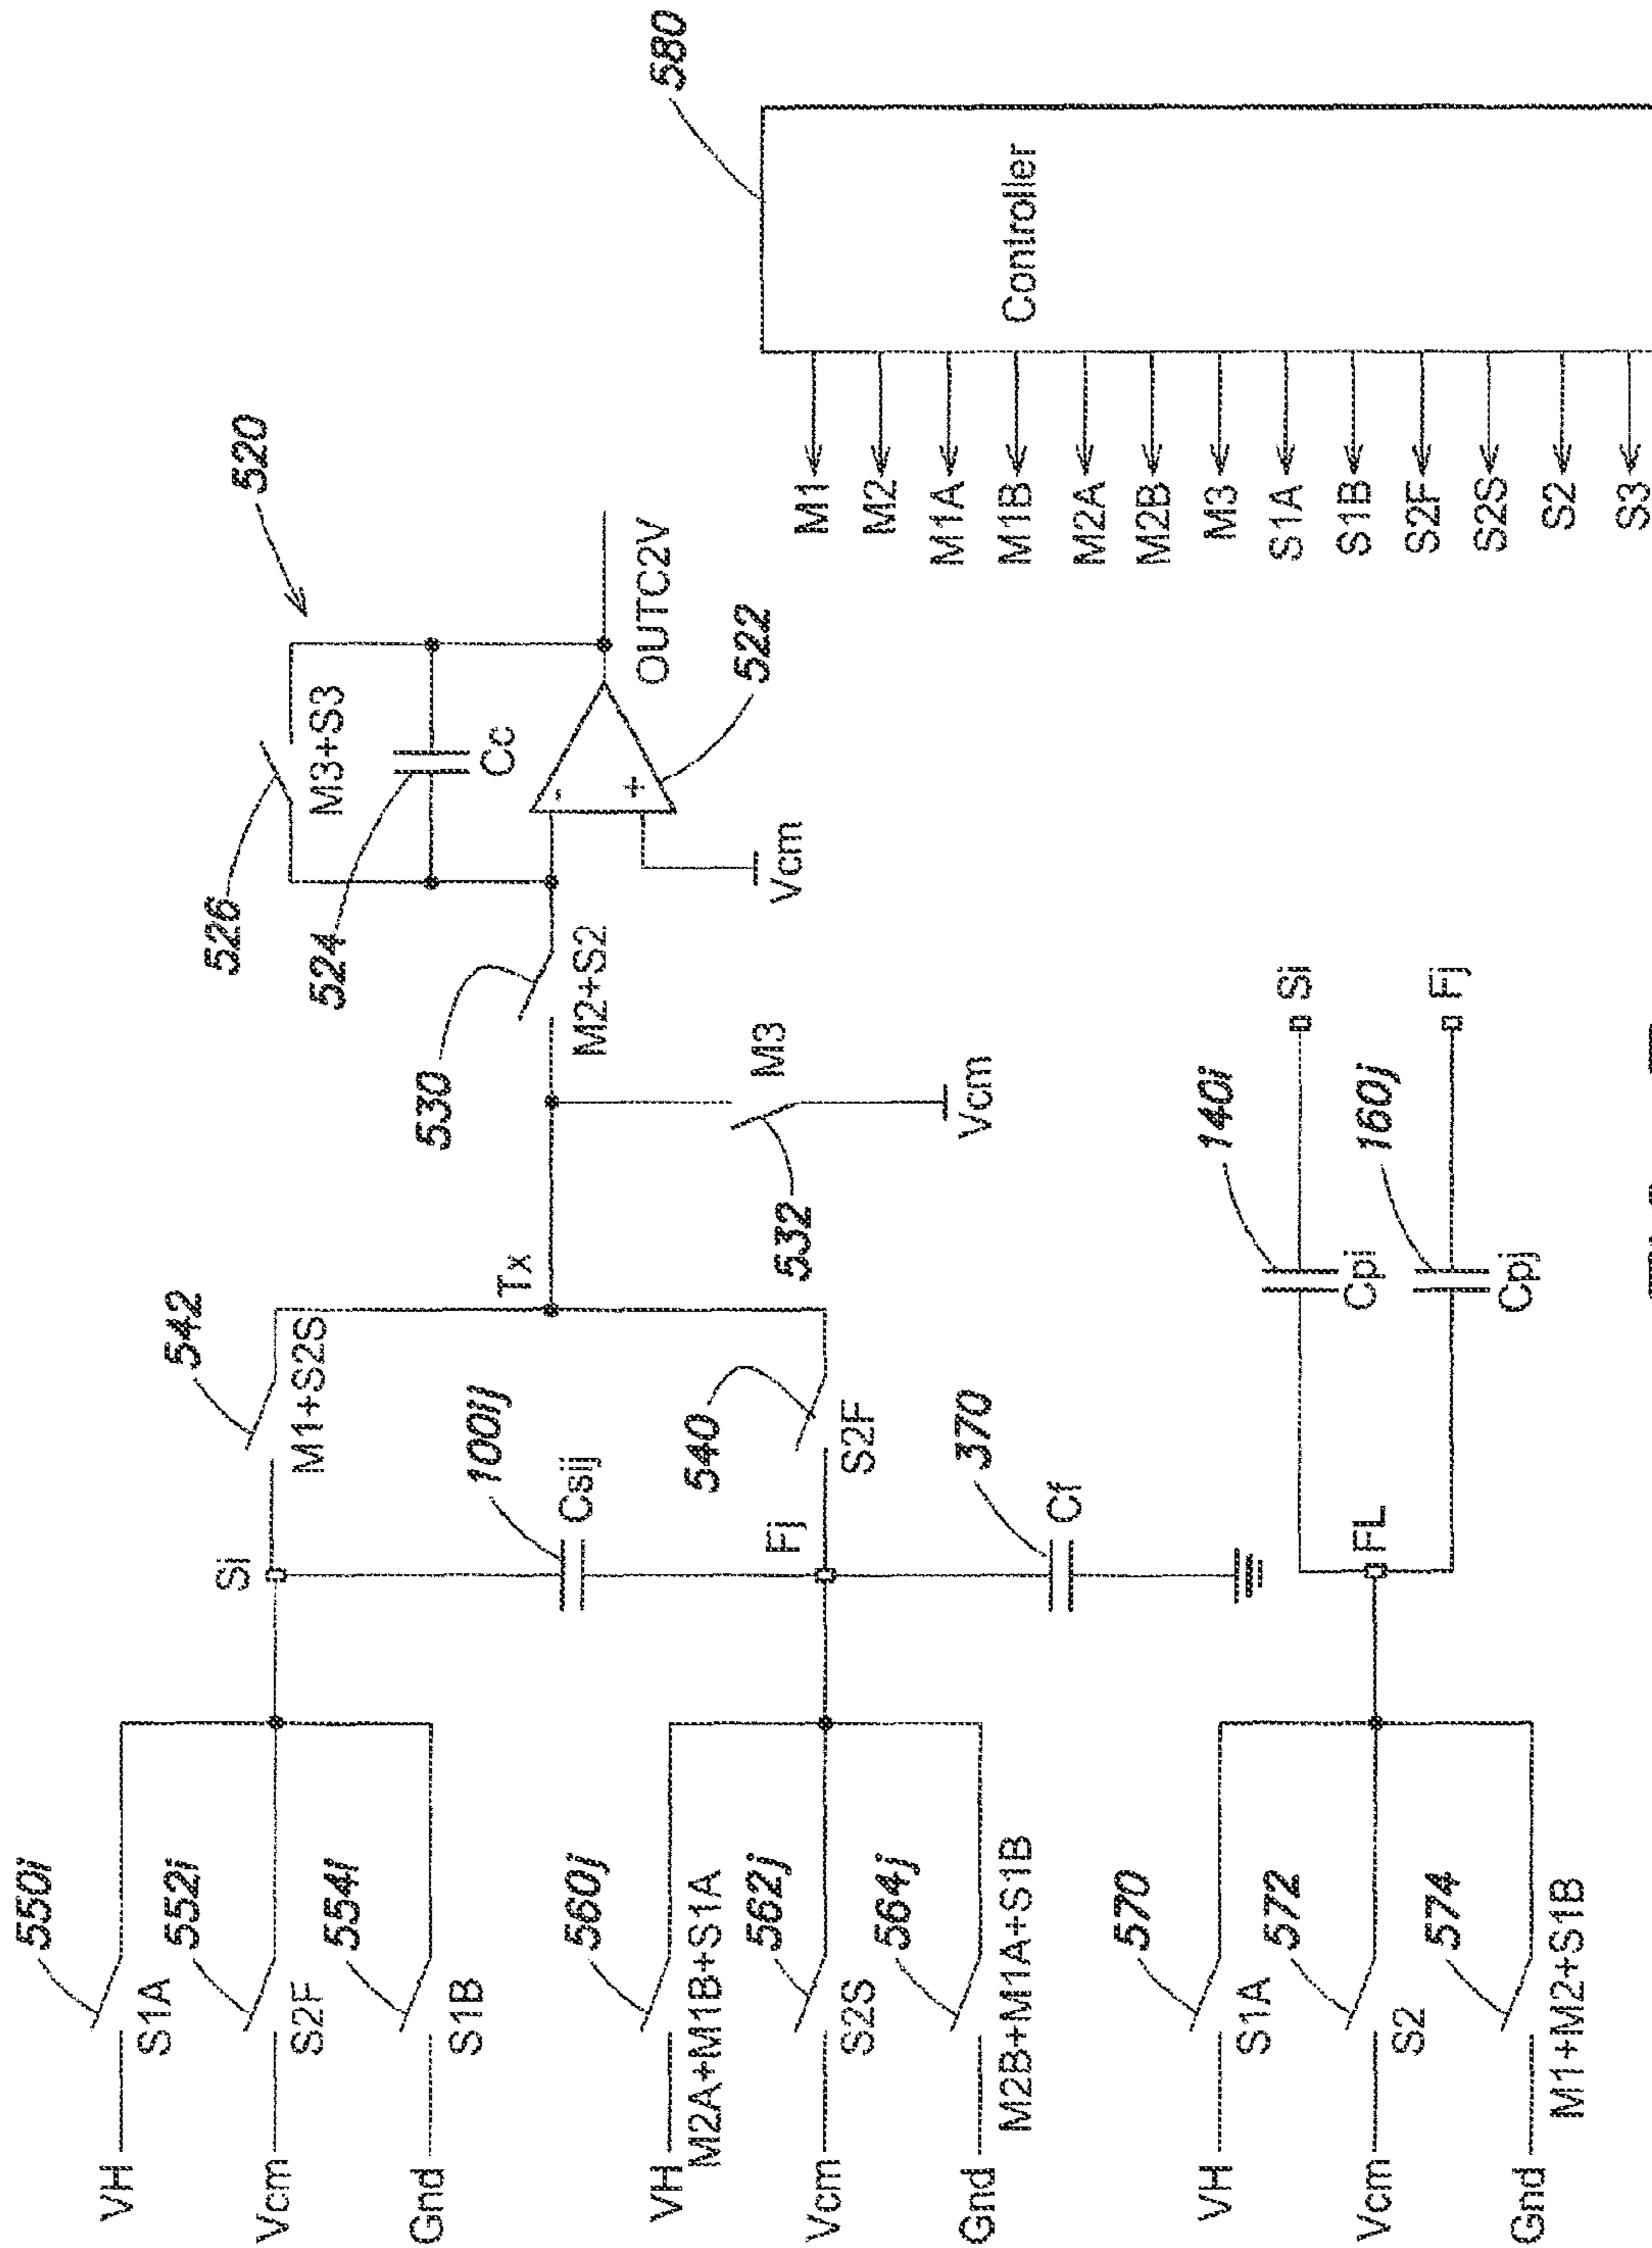 550i
VH
S1A
552i
Vcm
S2F
554i
Gnd
S1B
Si
542
M1+S2S
100ij
Csij
Tx
530
M2+S2
532
M3
Vcm
520
526
M3+S3
524
Cc
-
+
Vcm
522
OUTC2V
560j
VH
M2A+M1B+S1A
562j
Vcm
S2S
564j
Gnd
M2B+M1A+S1B
Fj
540
S2F
370
Cf
570
VH
S1A
572
Vcm
S2
574
Gnd
M1+M2+S1B
FL
140i
Cpi
Si
160j
Cpj
Fj
580
Controller
M1
M2
M1A
M1B
M2A
M2B
M3
S1A
S1B
S2F
S2S
S2
S3